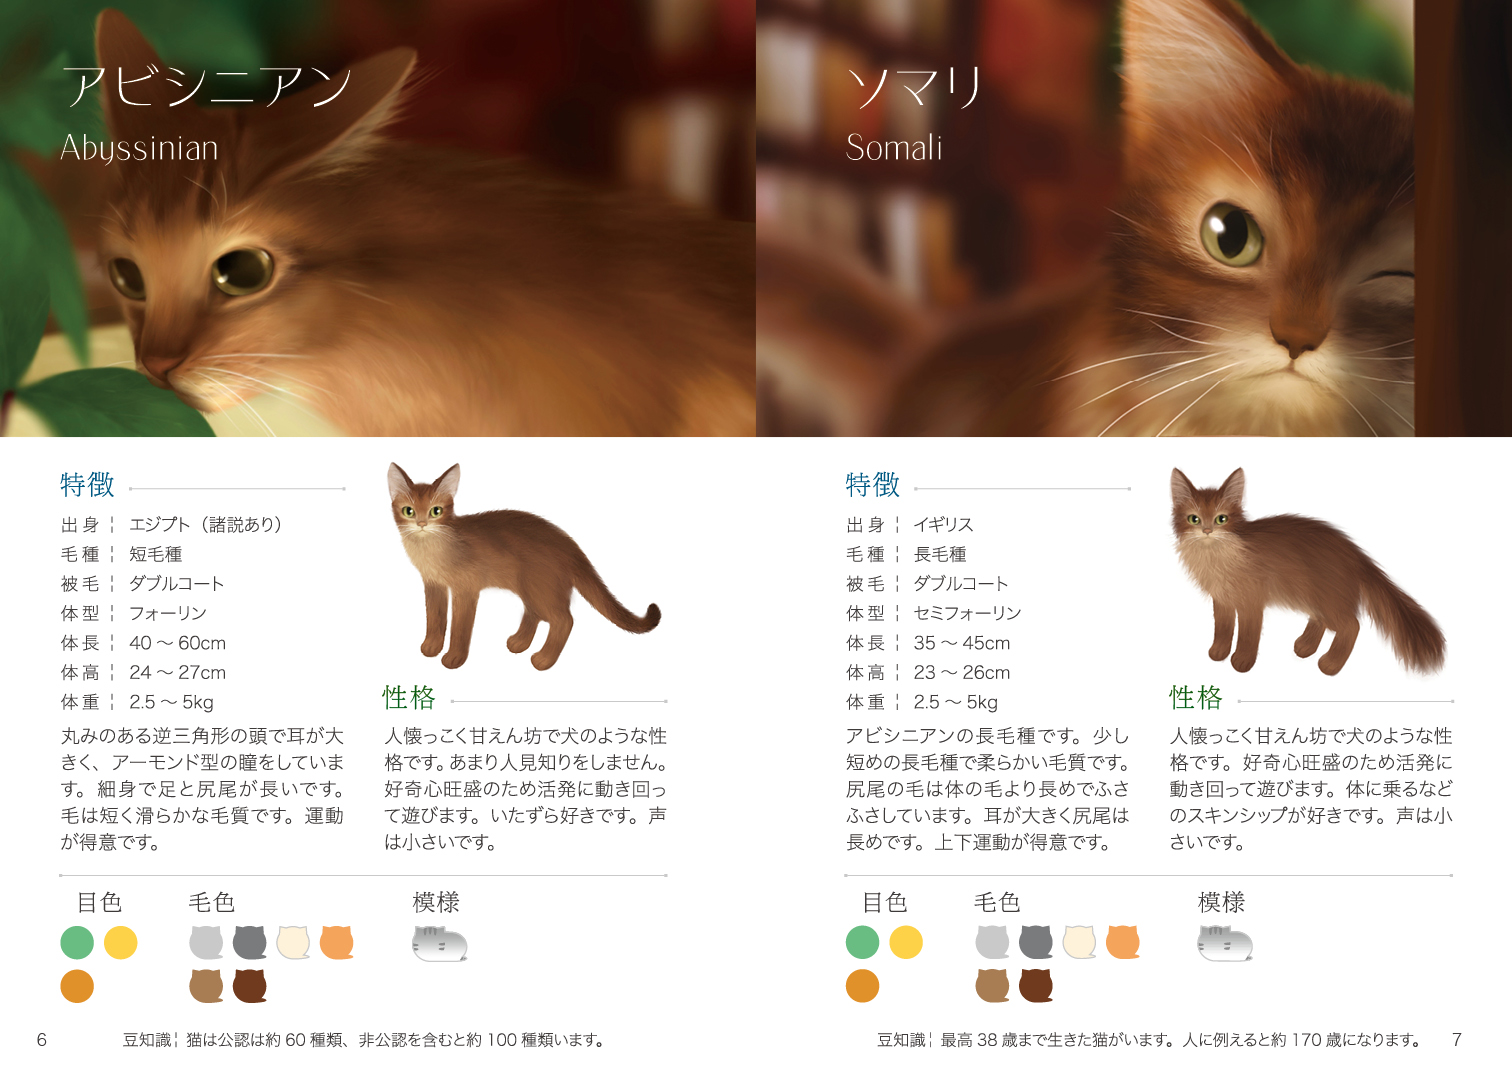 アビシニアン
Abyssinian
特徴
出身 ¦ エジプト（諸説あり）
毛種 ¦ 短毛種
被毛 ¦ ダブルコート
体型 ¦ フォーリン
体長 ¦ 40 〜 60cm
体高 ¦ 24 〜 27cm
体重 ¦ 2.5 〜 5kg
丸みのある逆三角形の頭で耳が大
きく、アーモンド型の瞳をしていま
す。細身で足と尻尾が長いです。
毛は短く滑らかな毛質です。運動
が得意です。
性格
人懐っこく甘えん坊で犬のような性
格です。あまり人見知りをしません。
好奇心旺盛のため活発に動き回っ
て遊びます。いたずら好きです。声
は小さいです。
目色
毛色
模様
6
豆知識 ¦ 猫は公認は約 60 種類、非公認を含むと約 100 種類います。
ソマリ
Somali
特徴
出身 ¦ イギリス
毛種 ¦ 長毛種
被毛 ¦ ダブルコート
体型 ¦ セミフォーリン
体長 ¦ 35 〜 45cm
体高 ¦ 23 〜 26cm
体重 ¦ 2.5 〜 5kg
アビシニアンの長毛種です。少し
短めの長毛種で柔らかい毛質です。
尻尾の毛は体の毛より長めでふさ
ふさしています。耳が大きく尻尾は
長めです。上下運動が得意です。
性格
人懐っこく甘えん坊で犬のような性
格です。好奇心旺盛のため活発に
動き回って遊びます。体に乗るなど
のスキンシップが好きです。声は小
さいです。
目色
毛色
模様
豆知識 ¦ 最高 38 歳まで生きた猫がいます。人に例えると約 170 歳になります。
7